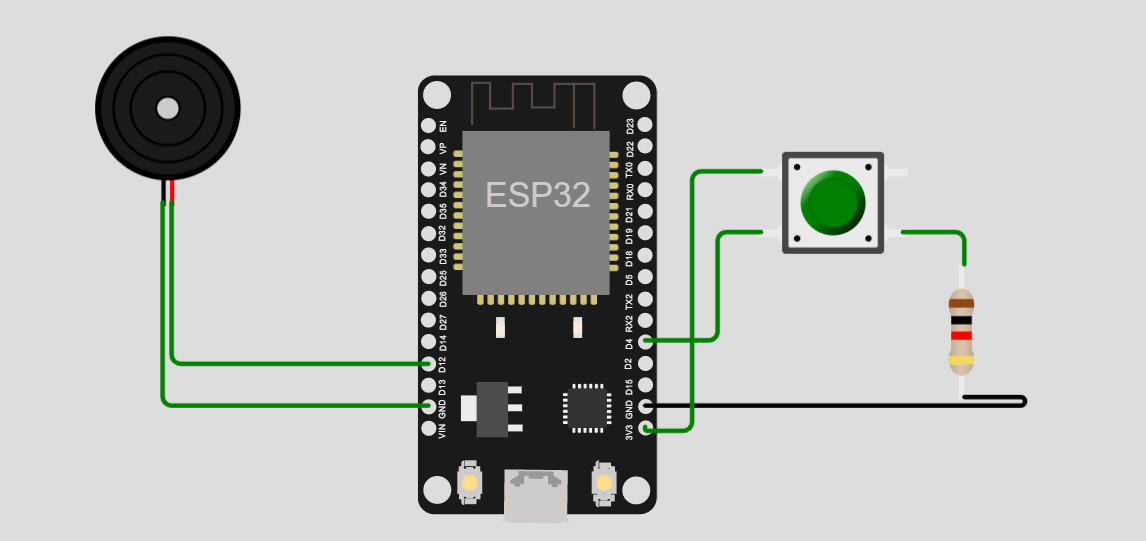 ESP32
EN
VP
VN
D34
D35
D32
D33
D25
D26
D27
D14
D12
D13
GND
VIN
D23
D22
TX0
RX0
D21
D19
D18
D5
TX2
RX2
D4
D2
D15
GND
3V3